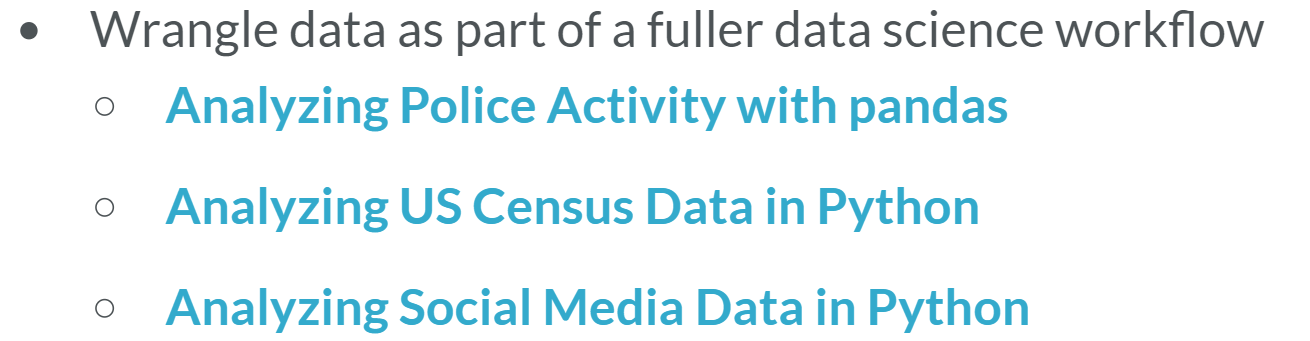 • Wrangle data as part of a fuller data science workflow
○ Analyzing Police Activity with pandas
○ Analyzing US Census Data in Python
○ Analyzing Social Media Data in Python